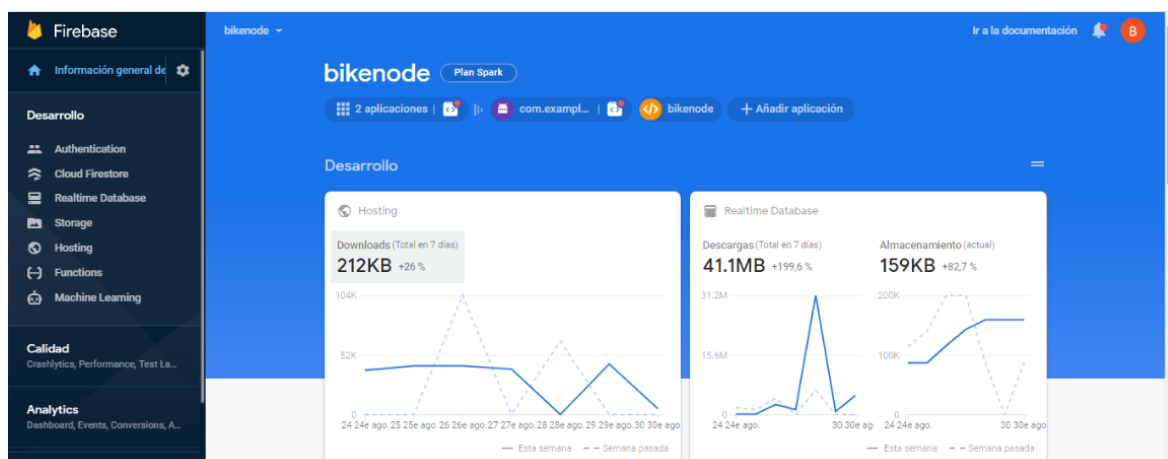 Firebase
bikenode
Ir a la documentación
B
Información general de
bikenode Plan Spark
2 aplicaciones
com.exampl...
bikenode
+ Añadir aplicación
Desarrollo
Authentication
Cloud Firestore
Realtime Database
Storage
Hosting
Functions
Machine Learning
Calidad
Crashlytics, Performance, Test La...
Analytics
Dashboard, Events, Conversions, A...
Desarrollo
Hosting
Downloads (Total en 7 días)
212KB +26 %
104K
52K
0
24 24e ago. 25 25e ago. 26 26e ago. 27 27e ago. 28 28e ago. 29 29e ago. 30 30e ago
Esta semana Semana pasada
Realtime Database
Descargas (Total en 7 días)
41.1MB +199,6 %
31.2M
15.6M
0
24 24e ago. 30 30e ag
Almacenamiento (actual)
159KB +82,7 %
200K
100K
0
24 24e ago. 30 30e ago
Esta semana Semana pasada